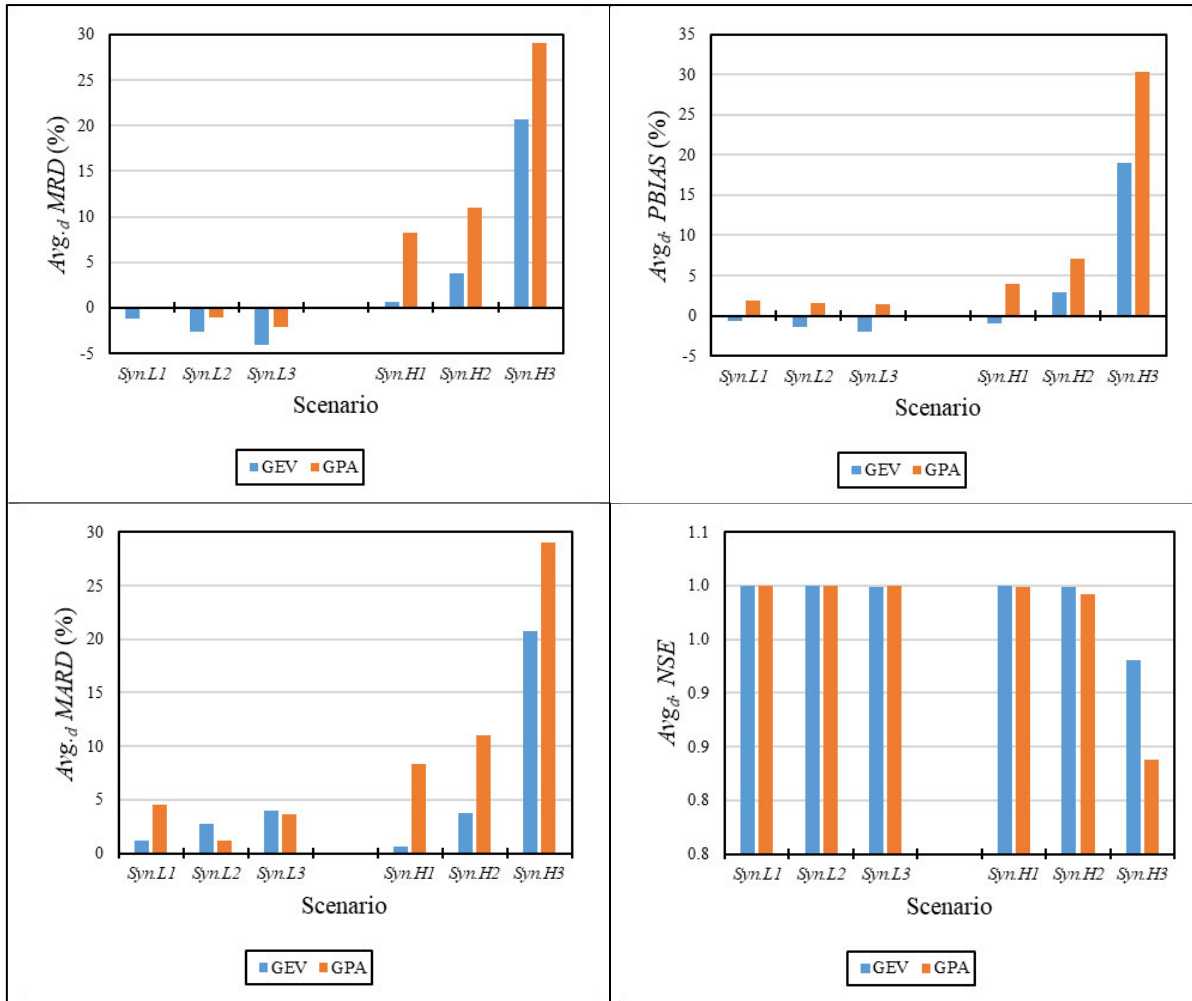 Avg.d MRD (%)
30
25
20
15
10
5
0
-5
Syn.L1 Syn.L2 Syn.L3 Syn.H1 Syn.H2 Syn.H3
Scenario
GEV GPA
Avgd. PBIAS (%)
35
30
25
20
15
10
5
0
-5
Syn.L1 Syn.L2 Syn.L3 Syn.H1 Syn.H2 Syn.H3
Scenario
GEV GPA
Avg.d MARD (%)
30
25
20
15
10
5
0
Syn.L1 Syn.L2 Syn.L3 Syn.H1 Syn.H2 Syn.H3
Scenario
GEV GPA
Avgd. NSE
1.1
1.0
1.0
0.9
0.9
0.8
0.8
Syn.L1 Syn.L2 Syn.L3 Syn.H1 Syn.H2 Syn.H3
Scenario
GEV GPA